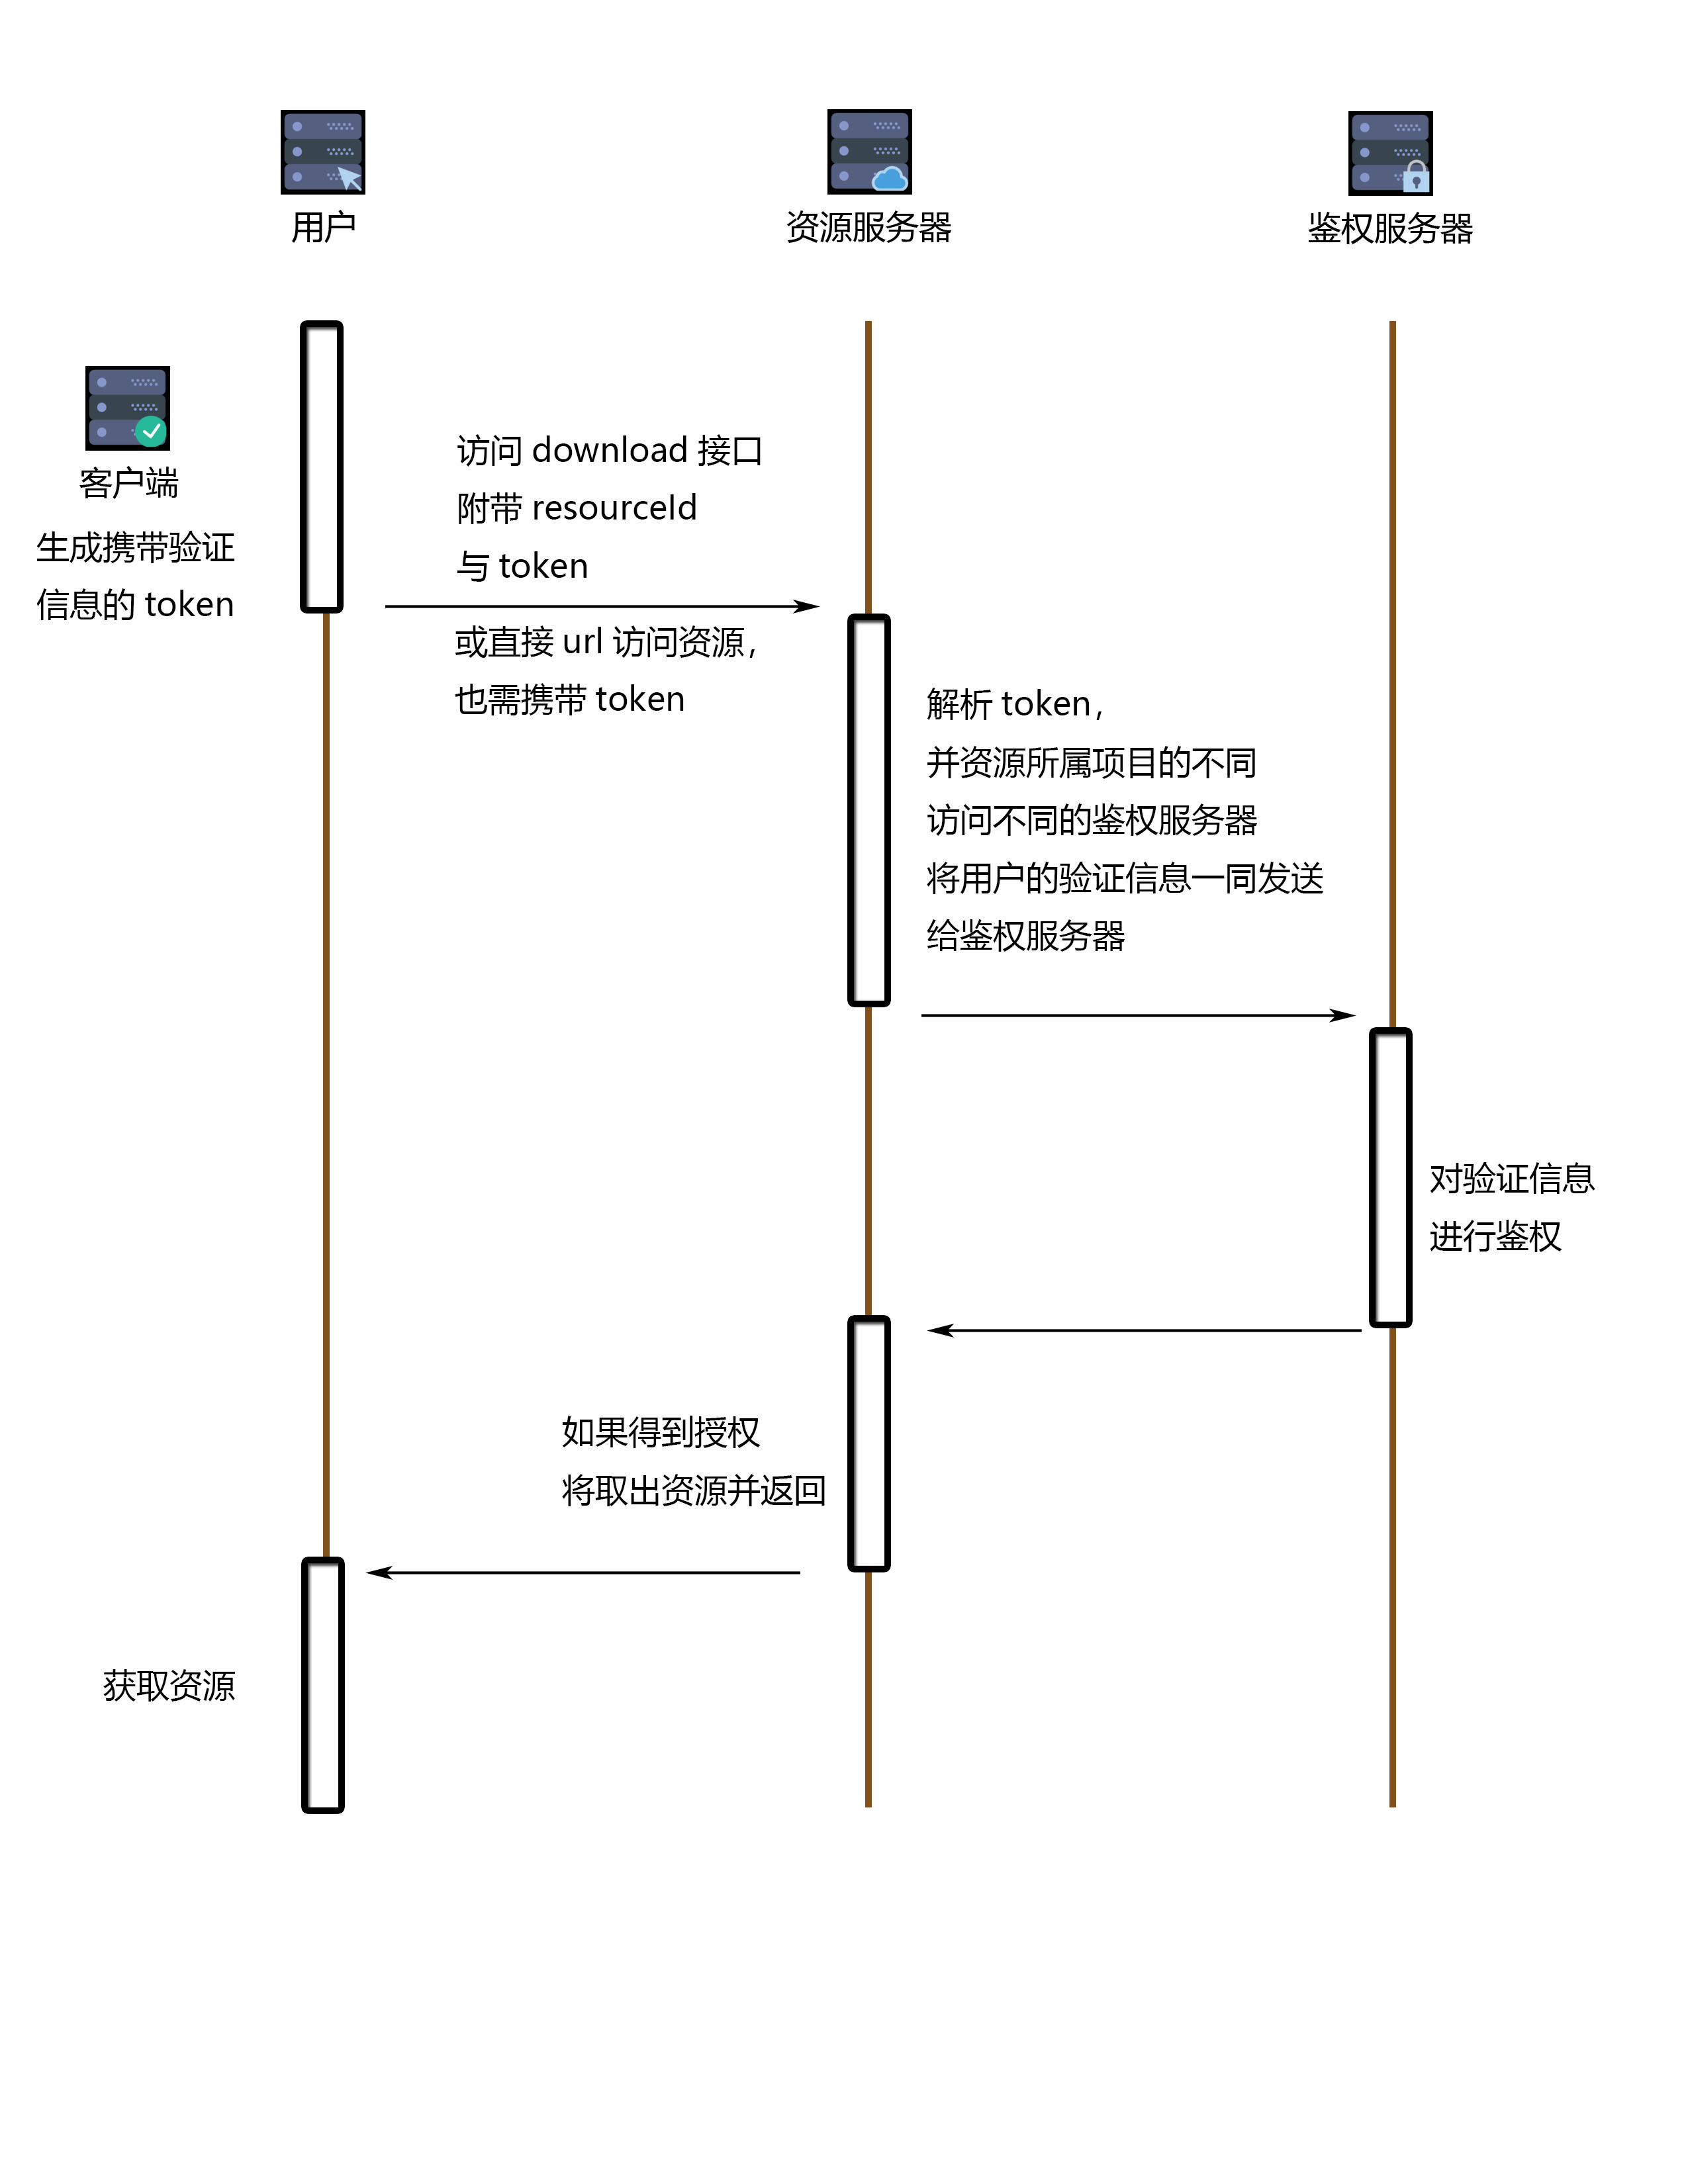 用户
资源服务器
鉴权服务器
客户端
生成携带验证
信息的 token
访问 download 接口
附带 resourceId
与 token
或直接 url 访问资源，
也需携带 token
解析 token，
并资源所属项目的不同
访问不同的鉴权服务器
将用户的验证信息一同发送
给鉴权服务器
对验证信息
进行鉴权
如果得到授权
将取出资源并返回
获取资源